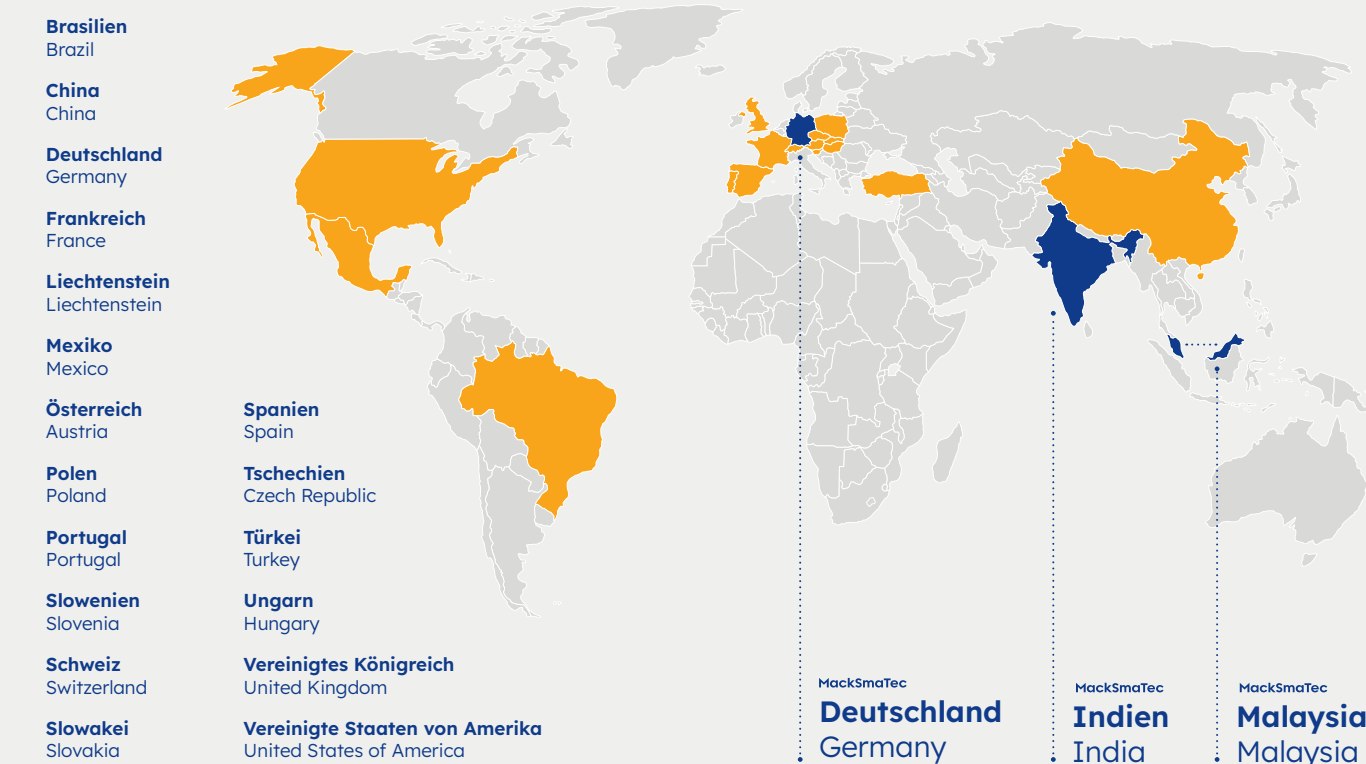 Brasilien
Brazil
China
China
Deutschland
Germany
Frankreich
France
Liechtenstein
Liechtenstein
Mexiko
Mexico
Österreich
Austria
Polen
Poland
Portugal
Portugal
Slowenien
Slovenia
Schweiz
Switzerland
Slowakei
Slovakia
Spanien
Spain
Tschechien
Czech Republic
Türkei
Turkey
Ungarn
Hungary
Vereinigtes Königreich
United Kingdom
Vereinigte Staaten von Amerika
United States of America
MackSmaTec
Deutschland
Germany
MackSmaTec
Indien
India
MackSmaTec
Malaysia
Malaysia